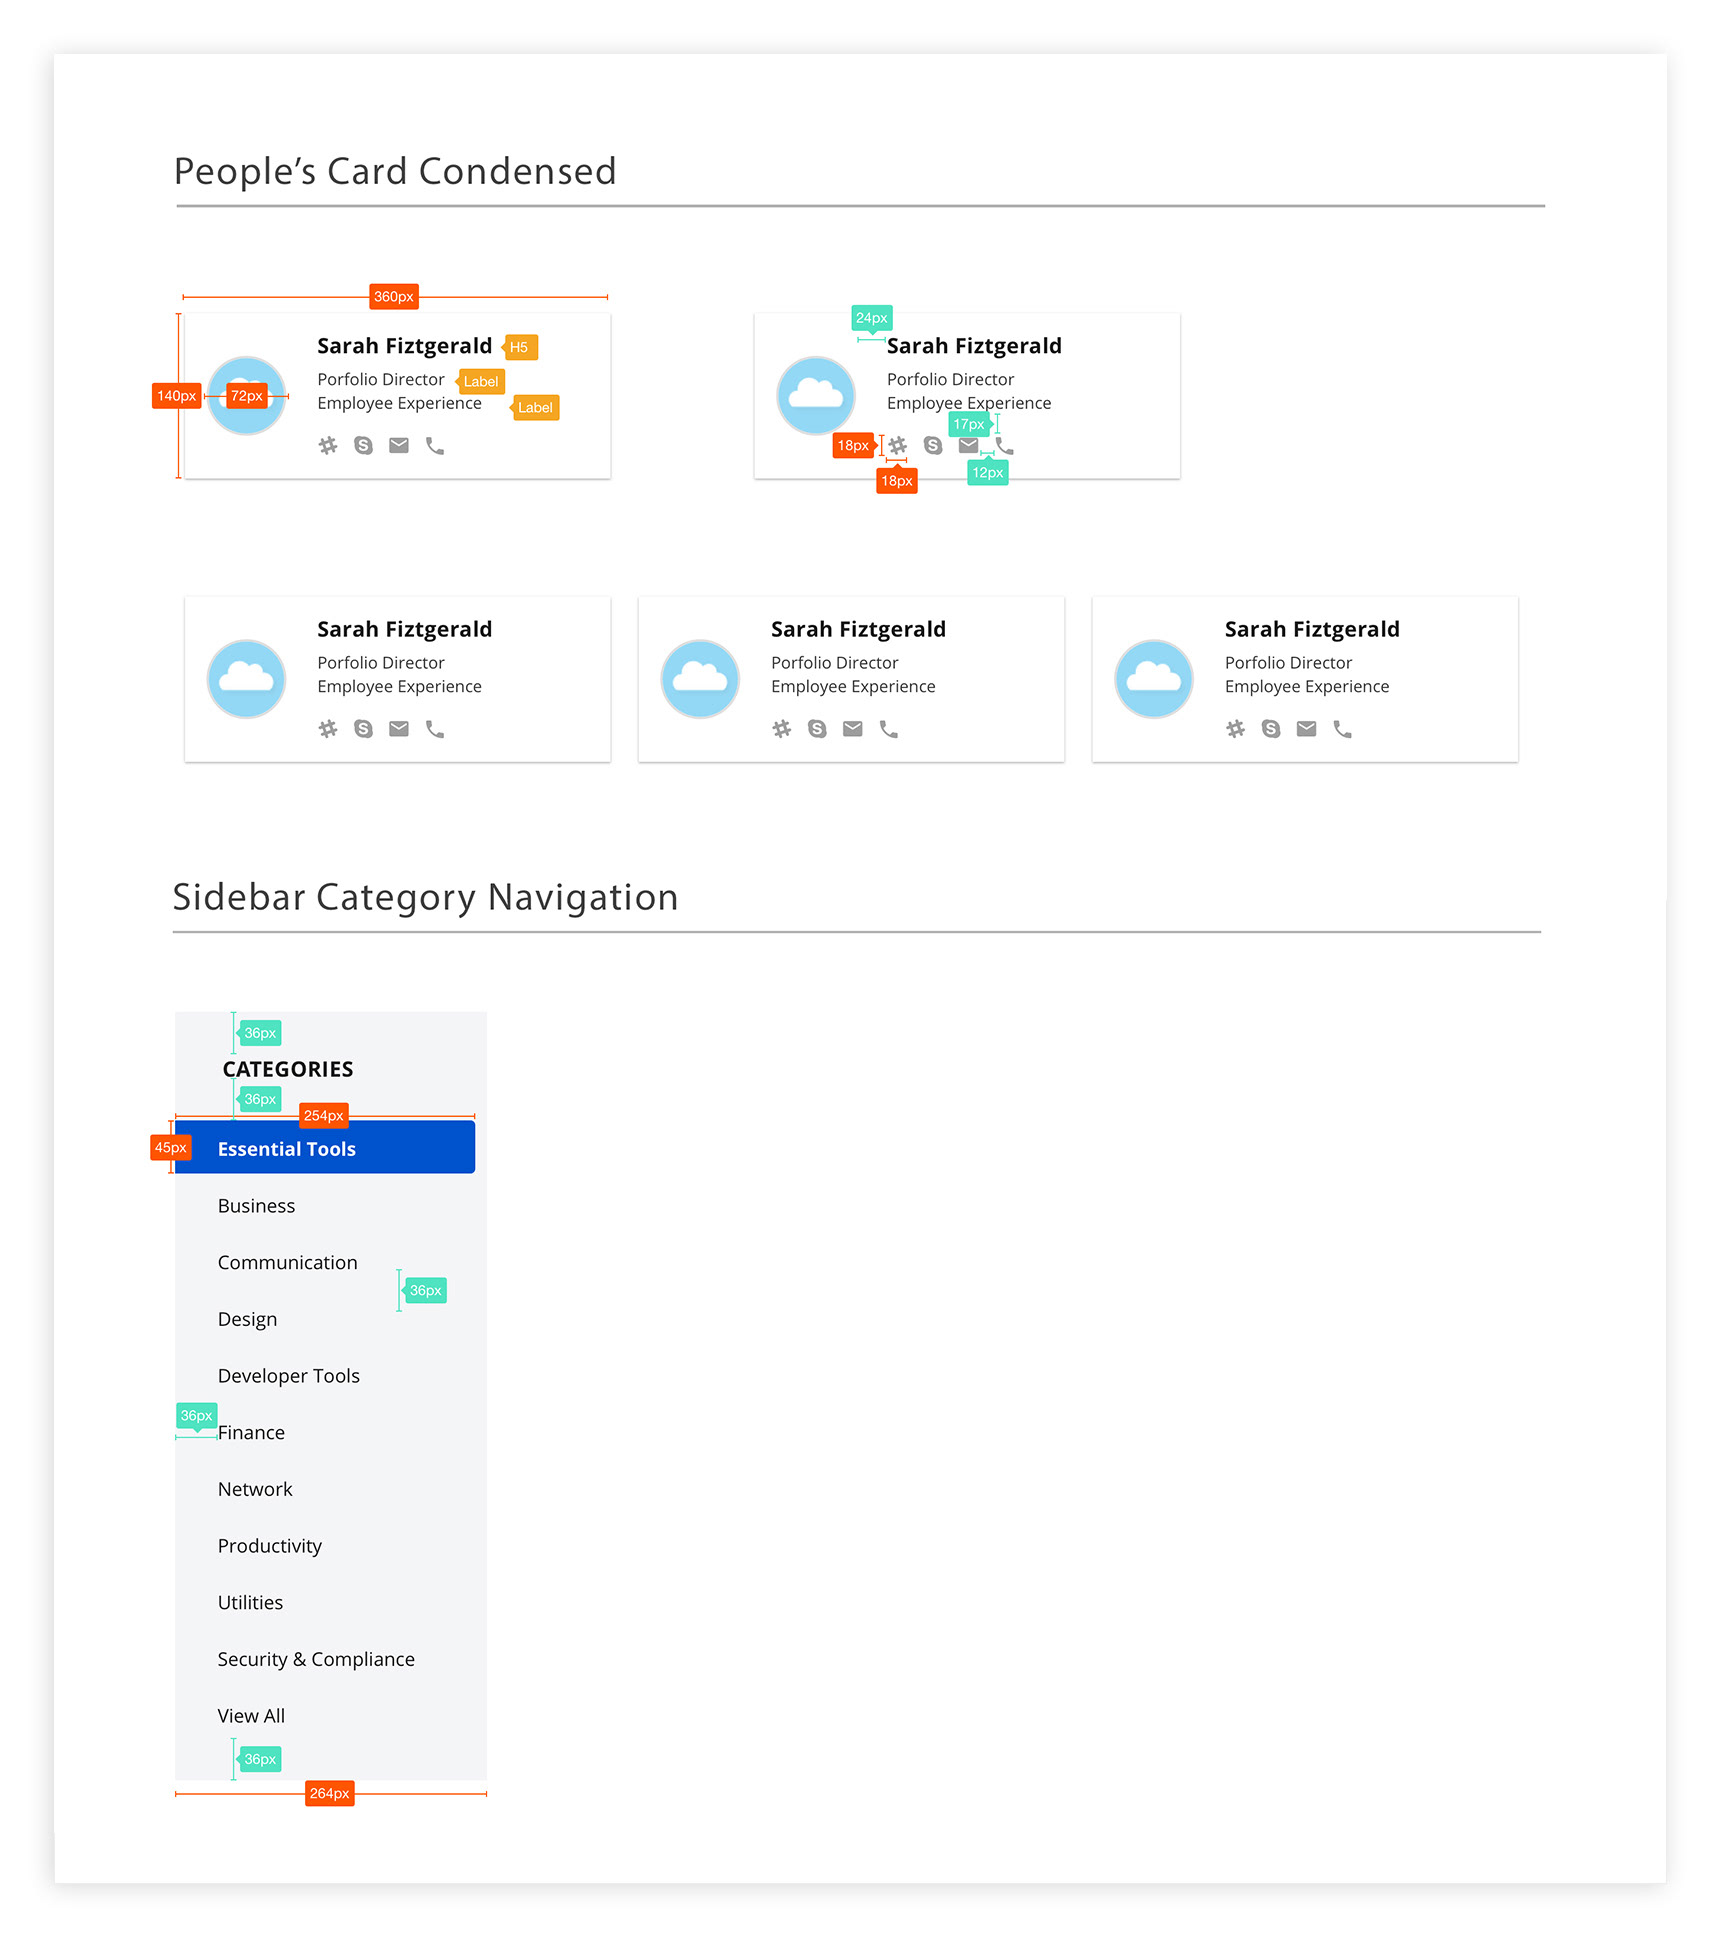 People’s Card Condensed
360px
Sarah Fiztgerald H5
Porfolio Director Label
Employee Experience Label
140px
72px
24px
Sarah Fiztgerald
Porfolio Director
Employee Experience
17px
18px
18px
12px
Sarah Fiztgerald
Porfolio Director
Employee Experience
Sarah Fiztgerald
Porfolio Director
Employee Experience
Sarah Fiztgerald
Porfolio Director
Employee Experience
Sidebar Category Navigation
36px
CATEGORIES
36px
254px
45px
Essential Tools
Business
Communication
36px
Design
Developer Tools
36px
Finance
Network
Productivity
Utilities
Security & Compliance
View All
36px
264px